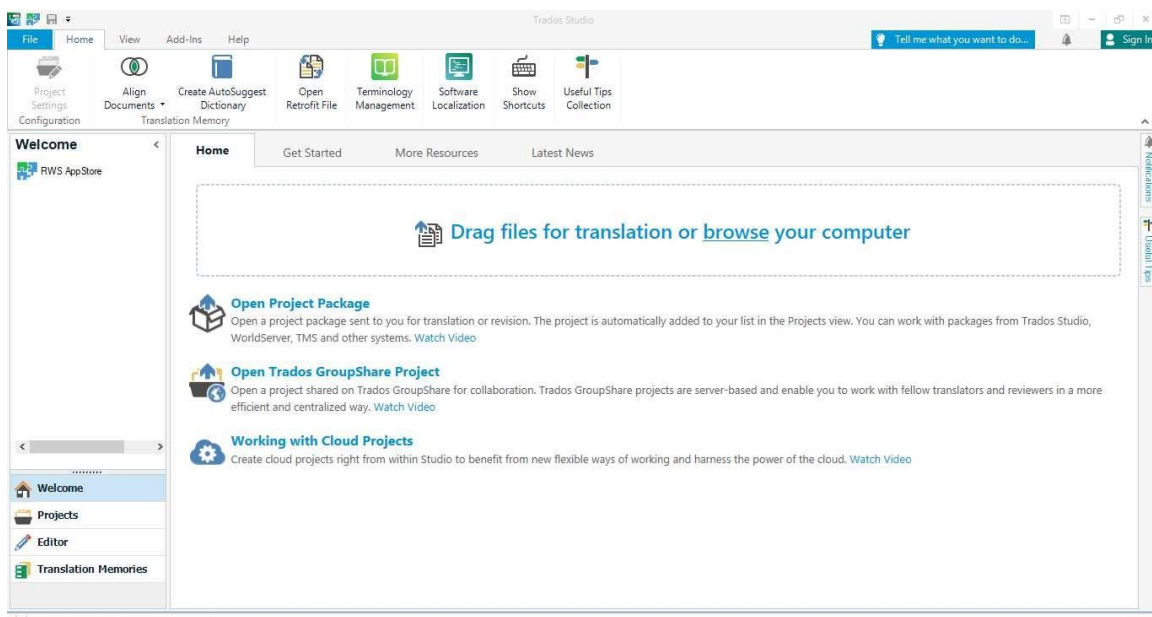 Trados Studio
File Home View Add-Ins Help
Tell me what you want to do...
Sign In
Project Settings
Align Documents
Create AutoSuggest Dictionary
Open Retrofit File
Terminology Management
Software Localization
Show Shortcuts
Useful Tips Collection
Configuration
Translation Memory
Welcome
RWS AppStore
Home Get Started More Resources Latest News
Drag files for translation or browse your computer
Open Project Package
Open a project package sent to you for translation or revision. The project is automatically added to your list in the Projects view. You can work with packages from Trados Studio,
WorldServer, TMS and other systems. Watch Video
Open Trados GroupShare Project
Open a project shared on Trados GroupShare for collaboration. Trados GroupShare projects are server-based and enable you to work with fellow translators and reviewers in a more
efficient and centralized way. Watch Video
Working with Cloud Projects
Create cloud projects right from within Studio to benefit from new flexible ways of working and harness the power of the cloud. Watch Video
Welcome
Projects
Editor
Translation Memories
Notifications
Useful Tips